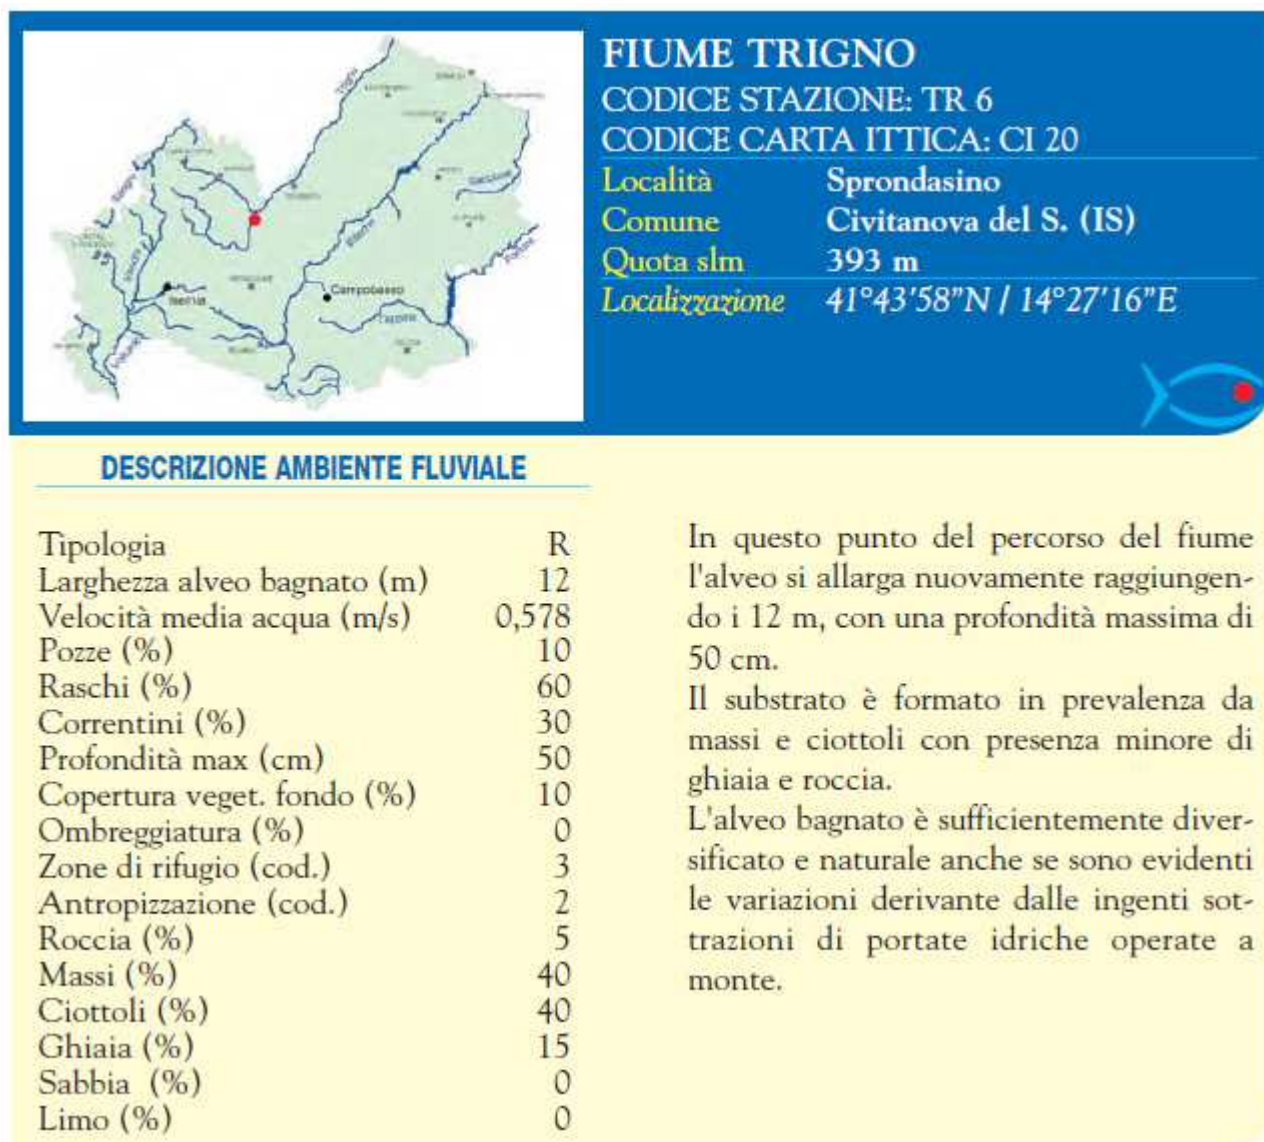 FIUME TRIGNO
CODICE STAZIONE: TR 6
CODICE CARTA ITTICA: CI 20
Località Sprondasino
Comune Civitanova del S. (IS)
Quota slm 393 m
Localizzazione 41°43'58”N / 14°27'16”E
Trigno
Sangro
Biferno
Isernia
Campobasso
Fortore
Volturno
DESCRIZIONE AMBIENTE FLUVIALE
Tipologia R
Larghezza alveo bagnato (m) 12
Velocità media acqua (m/s) 0,578
Pozze (%) 10
Raschi (%) 60
Correntini (%) 30
Profondità max (cm) 50
Copertura veget. fondo (%) 10
Ombreggiatura (%) 0
Zone di rifugio (cod.) 3
Antropizzazione (cod.) 2
Roccia (%) 5
Massi (%) 40
Ciottoli (%) 40
Ghiaia (%) 15
Sabbia (%) 0
Limo (%) 0
In questo punto del percorso del fiume
l'alveo si allarga nuovamente raggiungen-
do i 12 m, con una profondità massima di
50 cm.
Il substrato è formato in prevalenza da
massi e ciottoli con presenza minore di
ghiaia e roccia.
L'alveo bagnato è sufficientemente diver-
sificato e naturale anche se sono evidenti
le variazioni derivante dalle ingenti sot-
trazioni di portate idriche operate a
monte.